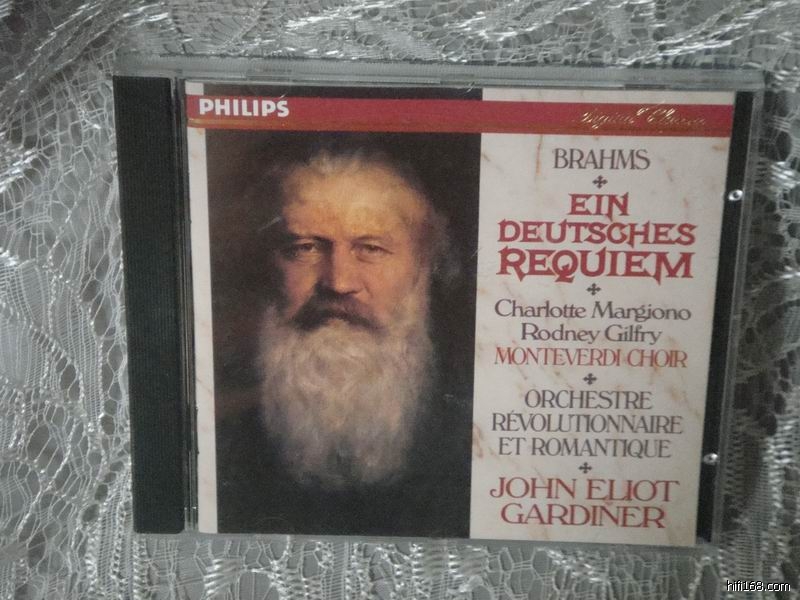 PHILIPS
Digital Classics
BRAHMS
EIN
DEUTSCHES
REQUIEM
Charlotte Margiono
Rodney Gilfry
MONTEVERDI CHOIR
ORCHESTRE
RÉVOLUTIONNAIRE
ET ROMANTIQUE
JOHN ELIOT
GARDINER
hifi168.com